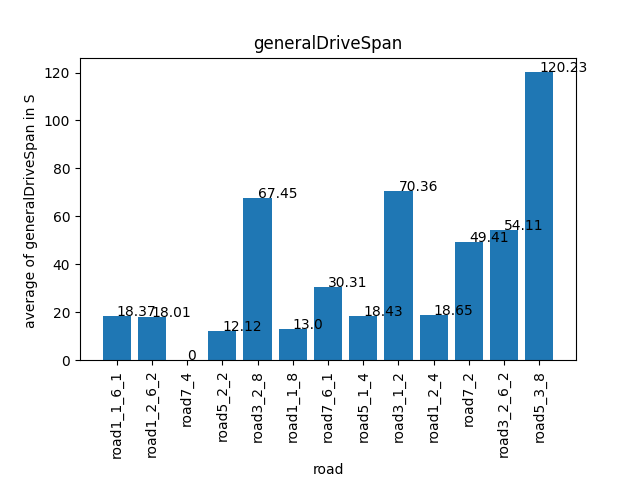 generalDriveSpan
average of generalDriveSpan in S
120
100
80
60
40
20
0
18.37
18.01
0
12.12
67.45
13.0
30.31
18.43
70.36
18.65
49.41
54.11
120.23
road1_1_6_1
road1_2_6_2
road7_4
road5_2_2
road3_2_8
road1_1_8
road7_6_1
road5_1_4
road3_1_2
road1_2_4
road7_2
road3_2_6_2
road5_3_8
road